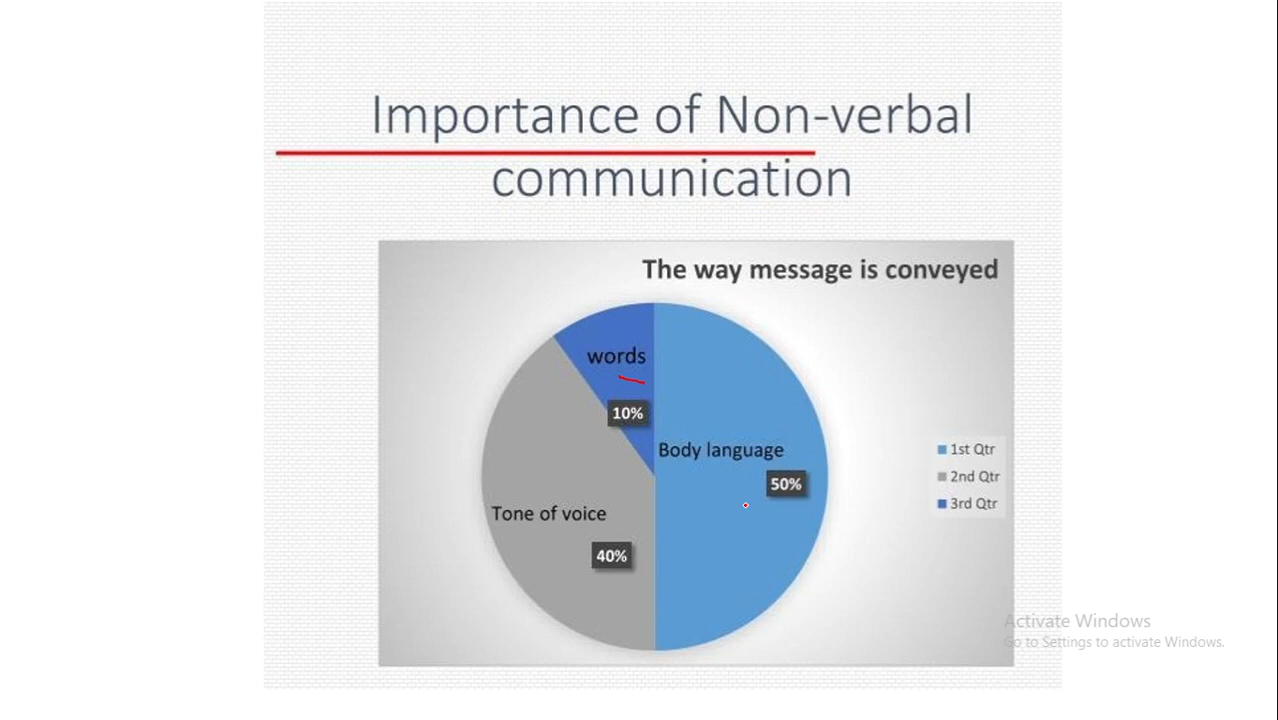 Importance of Non-verbal
communication
The way message is conveyed
words
10%
Body language
50%
Tone of voice
40%
1st Qtr
2nd Qtr
3rd Qtr
Activate Windows
Go to Settings to activate Windows.